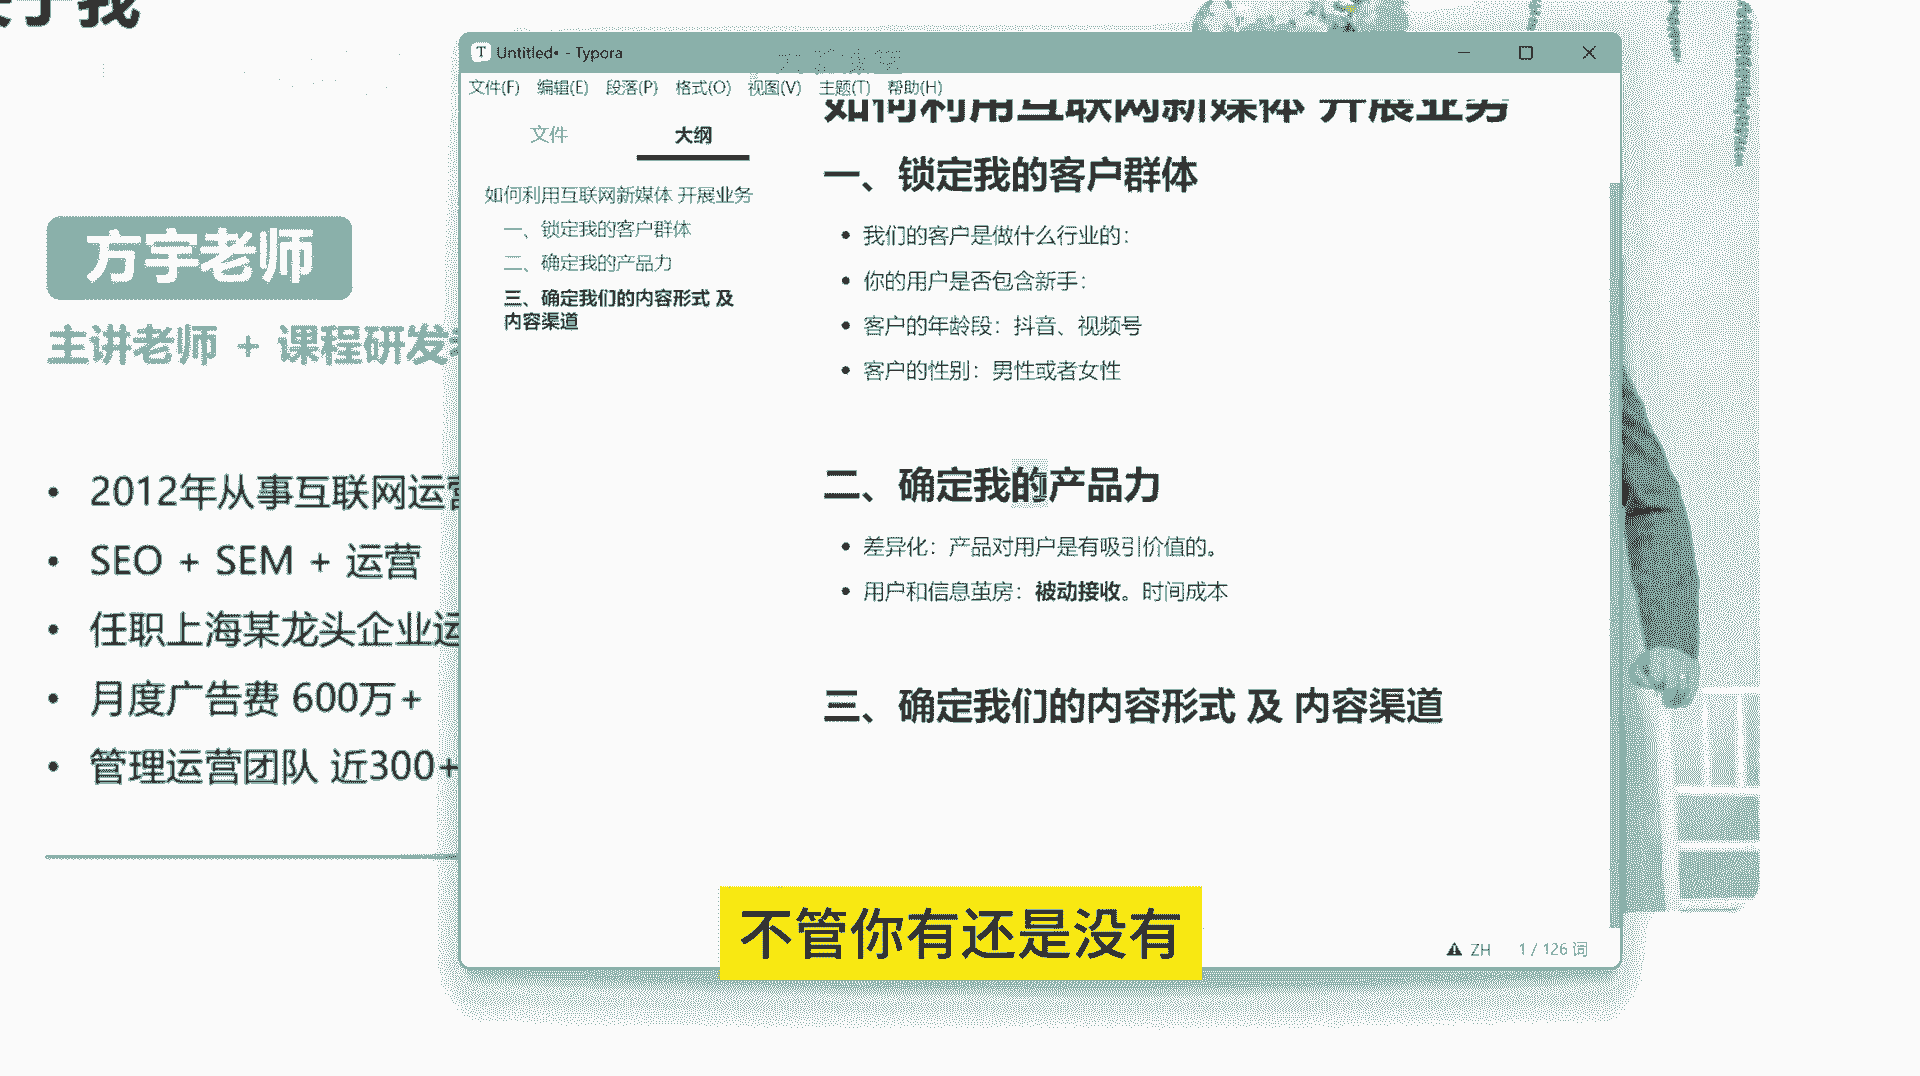 于我
方宇老师
主讲老师 + 课程研发
2012年从事互联网运营
SEO + SEM + 运营
任职上海某龙头企业运
月度广告费 600万+
管理运营团队 近300+
Untitled• - Typora
文件(F) 编辑(E) 段落(P) 格式(O) 视图(V) 主题(T) 帮助(H)
文件 大纲
如何利用互联网新媒体 开展业务
一、锁定我的客户群体
二、确定我的产品力
三、确定我们的内容形式 及
内容渠道
如何利用互联网新媒体 开展业务
一、锁定我的客户群体
• 我们的客户是做什么行业的：
• 你的用户是否包含新手：
• 客户的年龄段：抖音、视频号
• 客户的性别：男性或者女性
二、确定我的产品力
• 差异化：产品对用户是有吸引价值的。
• 用户和信息茧房：被动接收。时间成本
三、确定我们的内容形式 及 内容渠道
ZH 1 / 126 词
不管你有还是没有